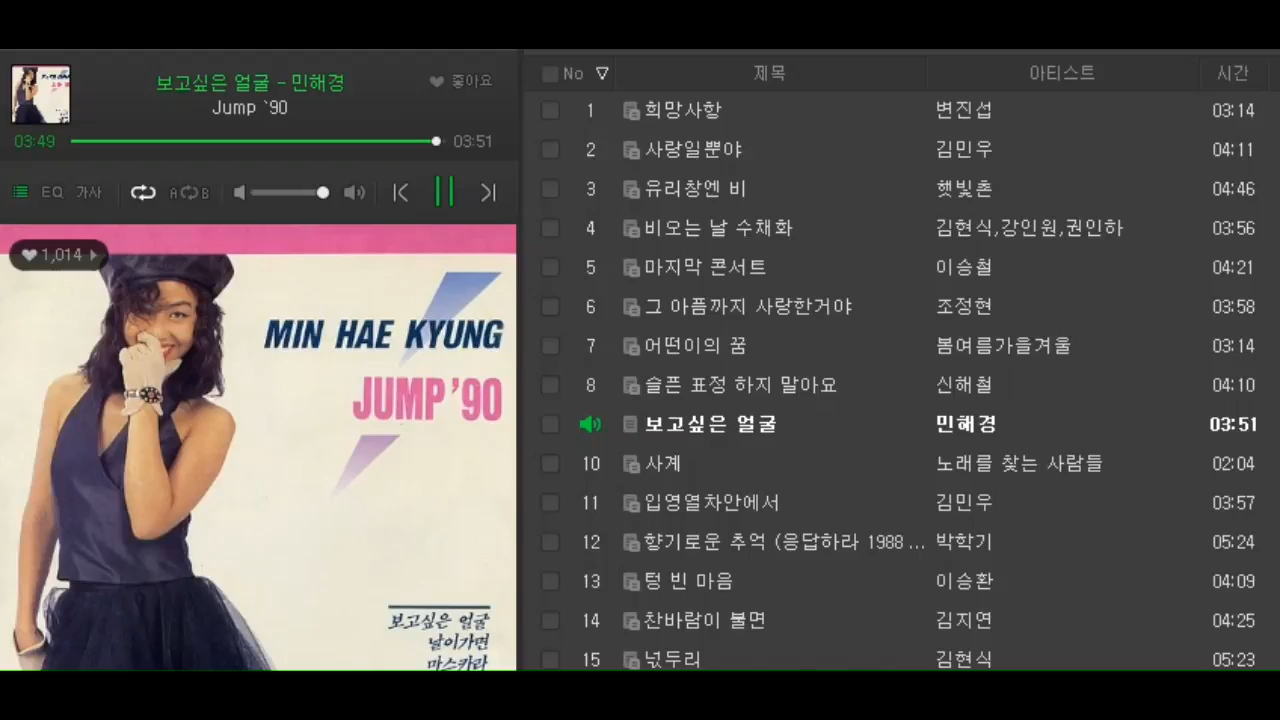 보고싶은 얼굴 - 민해경
좋아요
Jump `90
03:49
03:51
EQ 가사
A B
1,014
MIN HAE KYUNG
JUMP '90
보고싶은 얼굴
날이가면
마스카라
No 제목 아티스트 시간
1 희망사항 변진섭 03:14
2 사랑일뿐야 김민우 04:11
3 유리창엔 비 햇빛촌 04:46
4 비오는 날 수채화 김현식,강인원,권인하 03:56
5 마지막 콘서트 이승철 04:21
6 그 아픔까지 사랑한거야 조정현 03:58
7 어떤이의 꿈 봄여름가을겨울 03:14
8 슬픈 표정 하지 말아요 신해철 04:10
보고싶은 얼굴 민해경 03:51
10 사계 노래를 찾는 사람들 02:04
11 입영열차안에서 김민우 03:57
12 향기로운 추억 (응답하라 1988 ... 박학기 05:24
13 텅 빈 마음 이승환 04:09
14 찬바람이 불면 김지연 04:25
15 넋두리 김현식 05:23